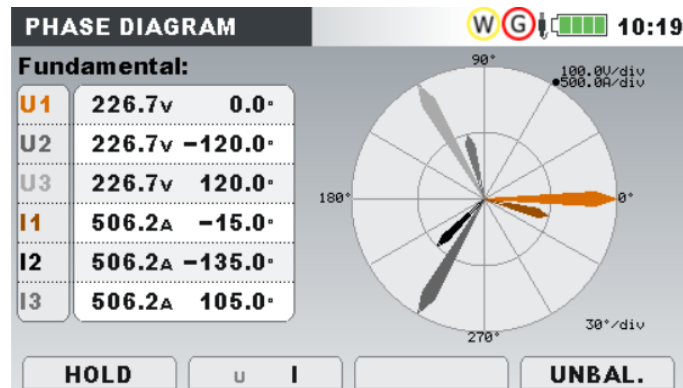 PHASE DIAGRAM W G 10:19
Fundamental:
U1 226.7V 0.0°
U2 226.7V -120.0°
U3 226.7V 120.0°
I1 506.2A -15.0°
I2 506.2A -135.0°
I3 506.2A 105.0°
90°
100.0V/div
500.0A/div
180°
0°
270°
30°/div
HOLD U I UNBAL.